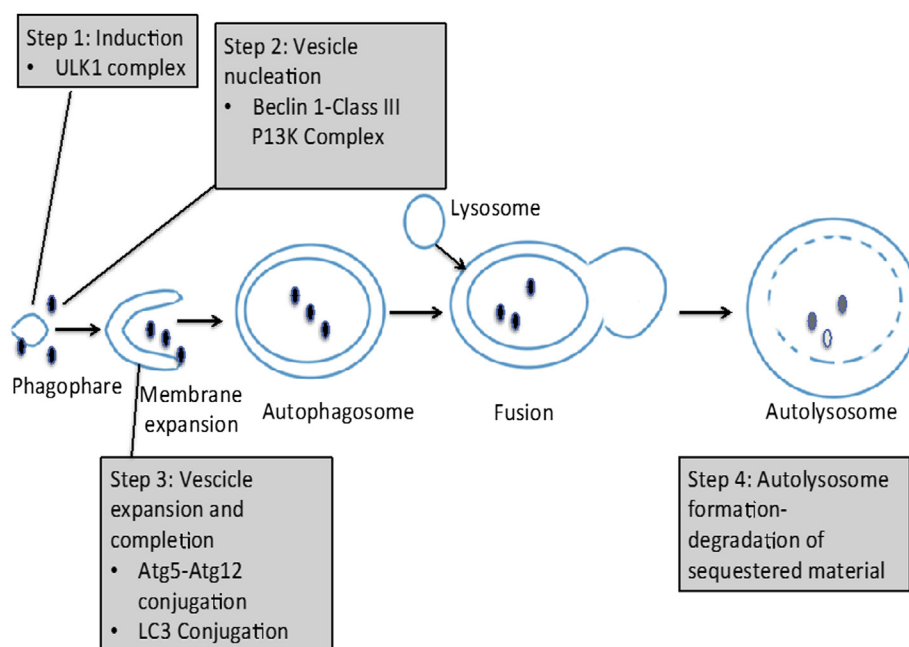 Step 1: Induction
• ULK1 complex
Step 2: Vesicle
nucleation
• Beclin 1-Class III
P13K Complex
Lysosome
Phagophare
Membrane
expansion
Autophagosome
Fusion
Autolysosome
Step 3: Vescicle
expansion and
completion
• Atg5-Atg12
conjugation
• LC3 Conjugation
Step 4: Autolysosome
formation-
degradation of
sequestered material